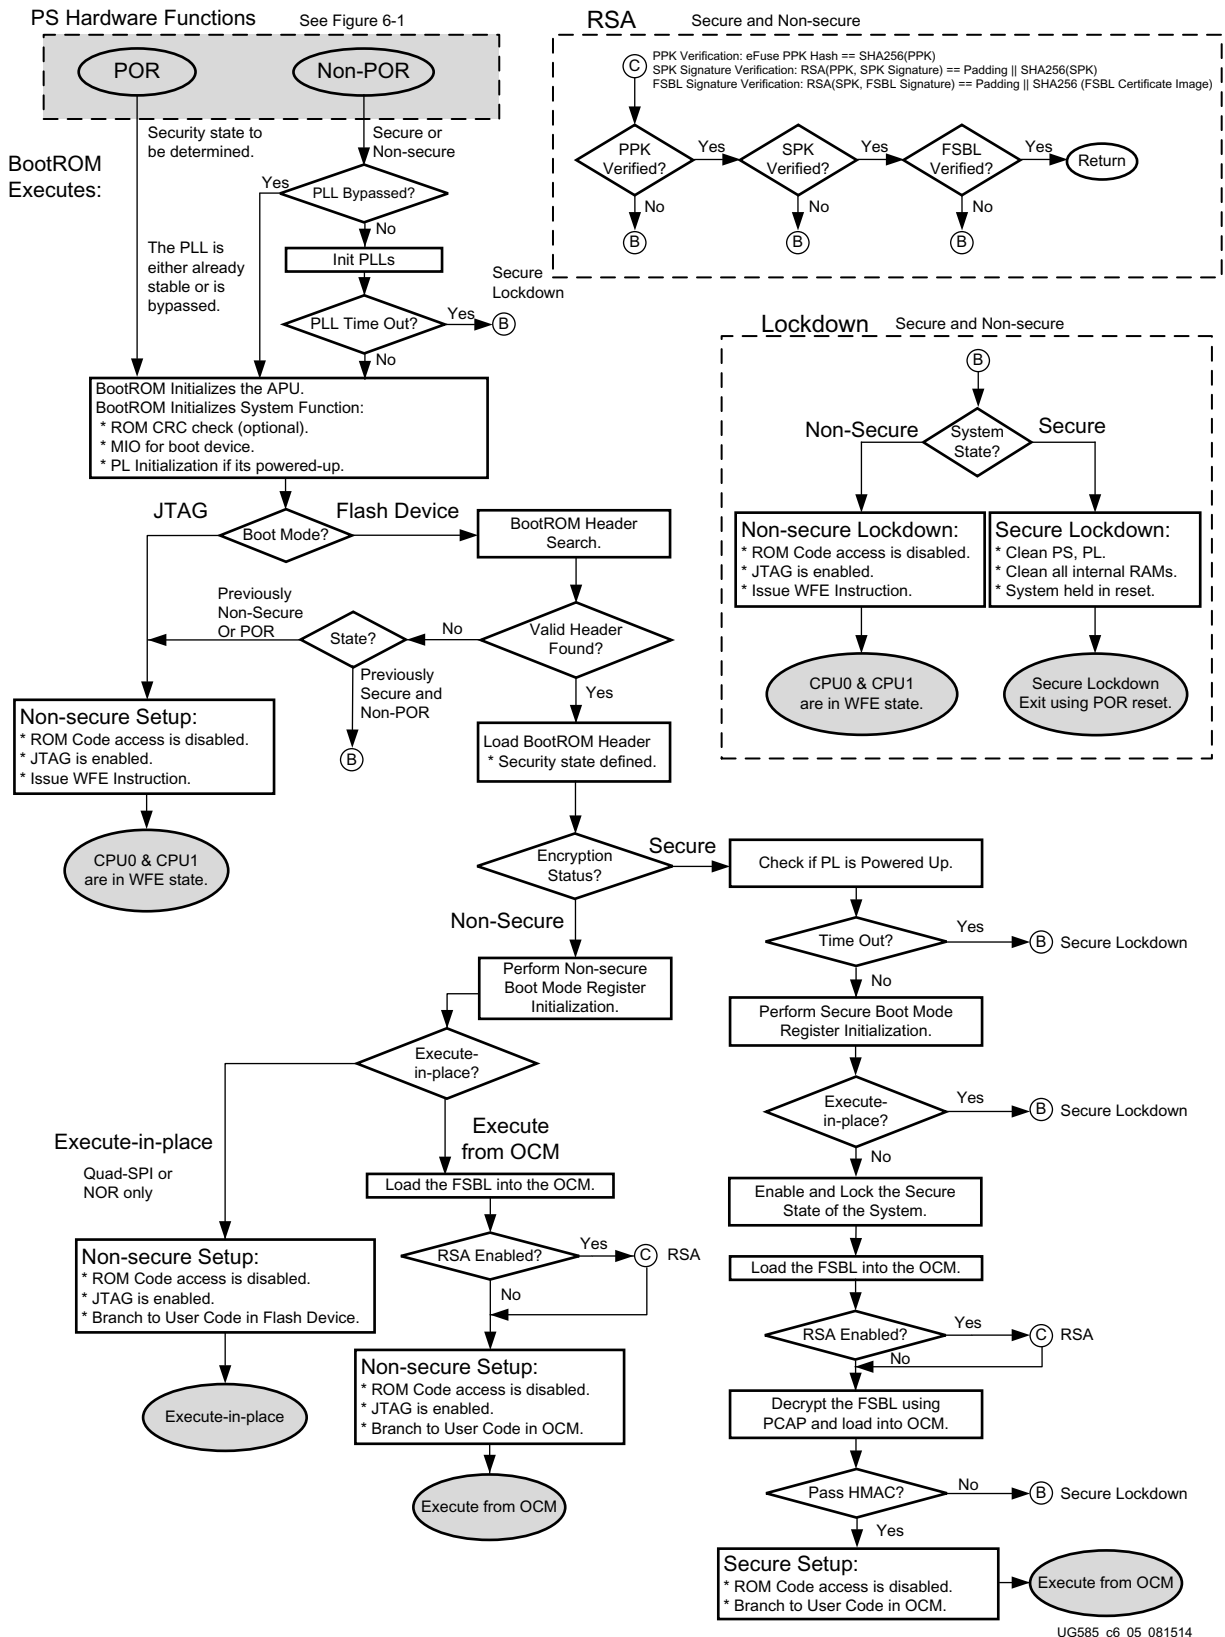 PS Hardware Functions
See Figure 6-1
POR
Non-POR
Security state to
be determined.
Secure or
Non-secure
BootROM
Executes:
Yes
PLL Bypassed?
No
The PLL is
either already
stable or is
bypassed.
Init PLLs
Secure
Lockdown
PLL Time Out?
Yes
B
No
BootROM Initializes the APU.
BootROM Initializes System Function:
* ROM CRC check (optional).
* MIO for boot device.
* PL Initialization if its powered-up.
RSA
Secure and Non-secure
C
PPK Verification: eFuse PPK Hash == SHA256(PPK)
SPK Signature Verification: RSA(PPK, SPK Signature) == Padding || SHA256(SPK)
FSBL Signature Verification: RSA(SPK, FSBL Signature) == Padding || SHA256 (FSBL Certificate Image)
PPK
Verified?
Yes
SPK
Verified?
Yes
FSBL
Verified?
Yes
Return
No
No
No
B
B
B
Lockdown
Secure and Non-secure
B
Non-Secure
System
State?
Secure
Non-secure Lockdown:
* ROM Code access is disabled.
* JTAG is enabled.
* Issue WFE Instruction.
Secure Lockdown:
* Clean PS, PL.
* Clean all internal RAMs.
* System held in reset.
CPU0 & CPU1
are in WFE state.
Secure Lockdown
Exit using POR reset.
JTAG
Boot Mode?
Flash Device
BootROM Header
Search.
Previously
Non-Secure
Or POR
State?
No
Valid Header
Found?
Previously
Secure and
Non-POR
B
Yes
Non-secure Setup:
* ROM Code access is disabled.
* JTAG is enabled.
* Issue WFE Instruction.
Load BootROM Header
* Security state defined.
CPU0 & CPU1
are in WFE state.
Encryption
Status?
Secure
Check if PL is Powered Up.
Non-Secure
Time Out?
Yes
B
Secure Lockdown
No
Perform Non-secure
Boot Mode Register
Initialization.
Perform Secure Boot Mode
Register Initialization.
Execute-
in-place?
Execute-
in-place?
Yes
B
Secure Lockdown
No
Execute-in-place
Quad-SPI or
NOR only
Execute
from OCM
Load the FSBL into the OCM.
Enable and Lock the Secure
State of the System.
RSA Enabled?
Yes
C
RSA
No
Load the FSBL into the OCM.
Non-secure Setup:
* ROM Code access is disabled.
* JTAG is enabled.
* Branch to User Code in Flash Device.
RSA Enabled?
Yes
C
RSA
No
Non-secure Setup:
* ROM Code access is disabled.
* JTAG is enabled.
* Branch to User Code in OCM.
Decrypt the FSBL using
PCAP and load into OCM.
Execute-in-place
Execute from OCM
Pass HMAC?
No
B
Secure Lockdown
Yes
Secure Setup:
* ROM Code access is disabled.
* Branch to User Code in OCM.
Execute from OCM
UG585_c6_05_081514